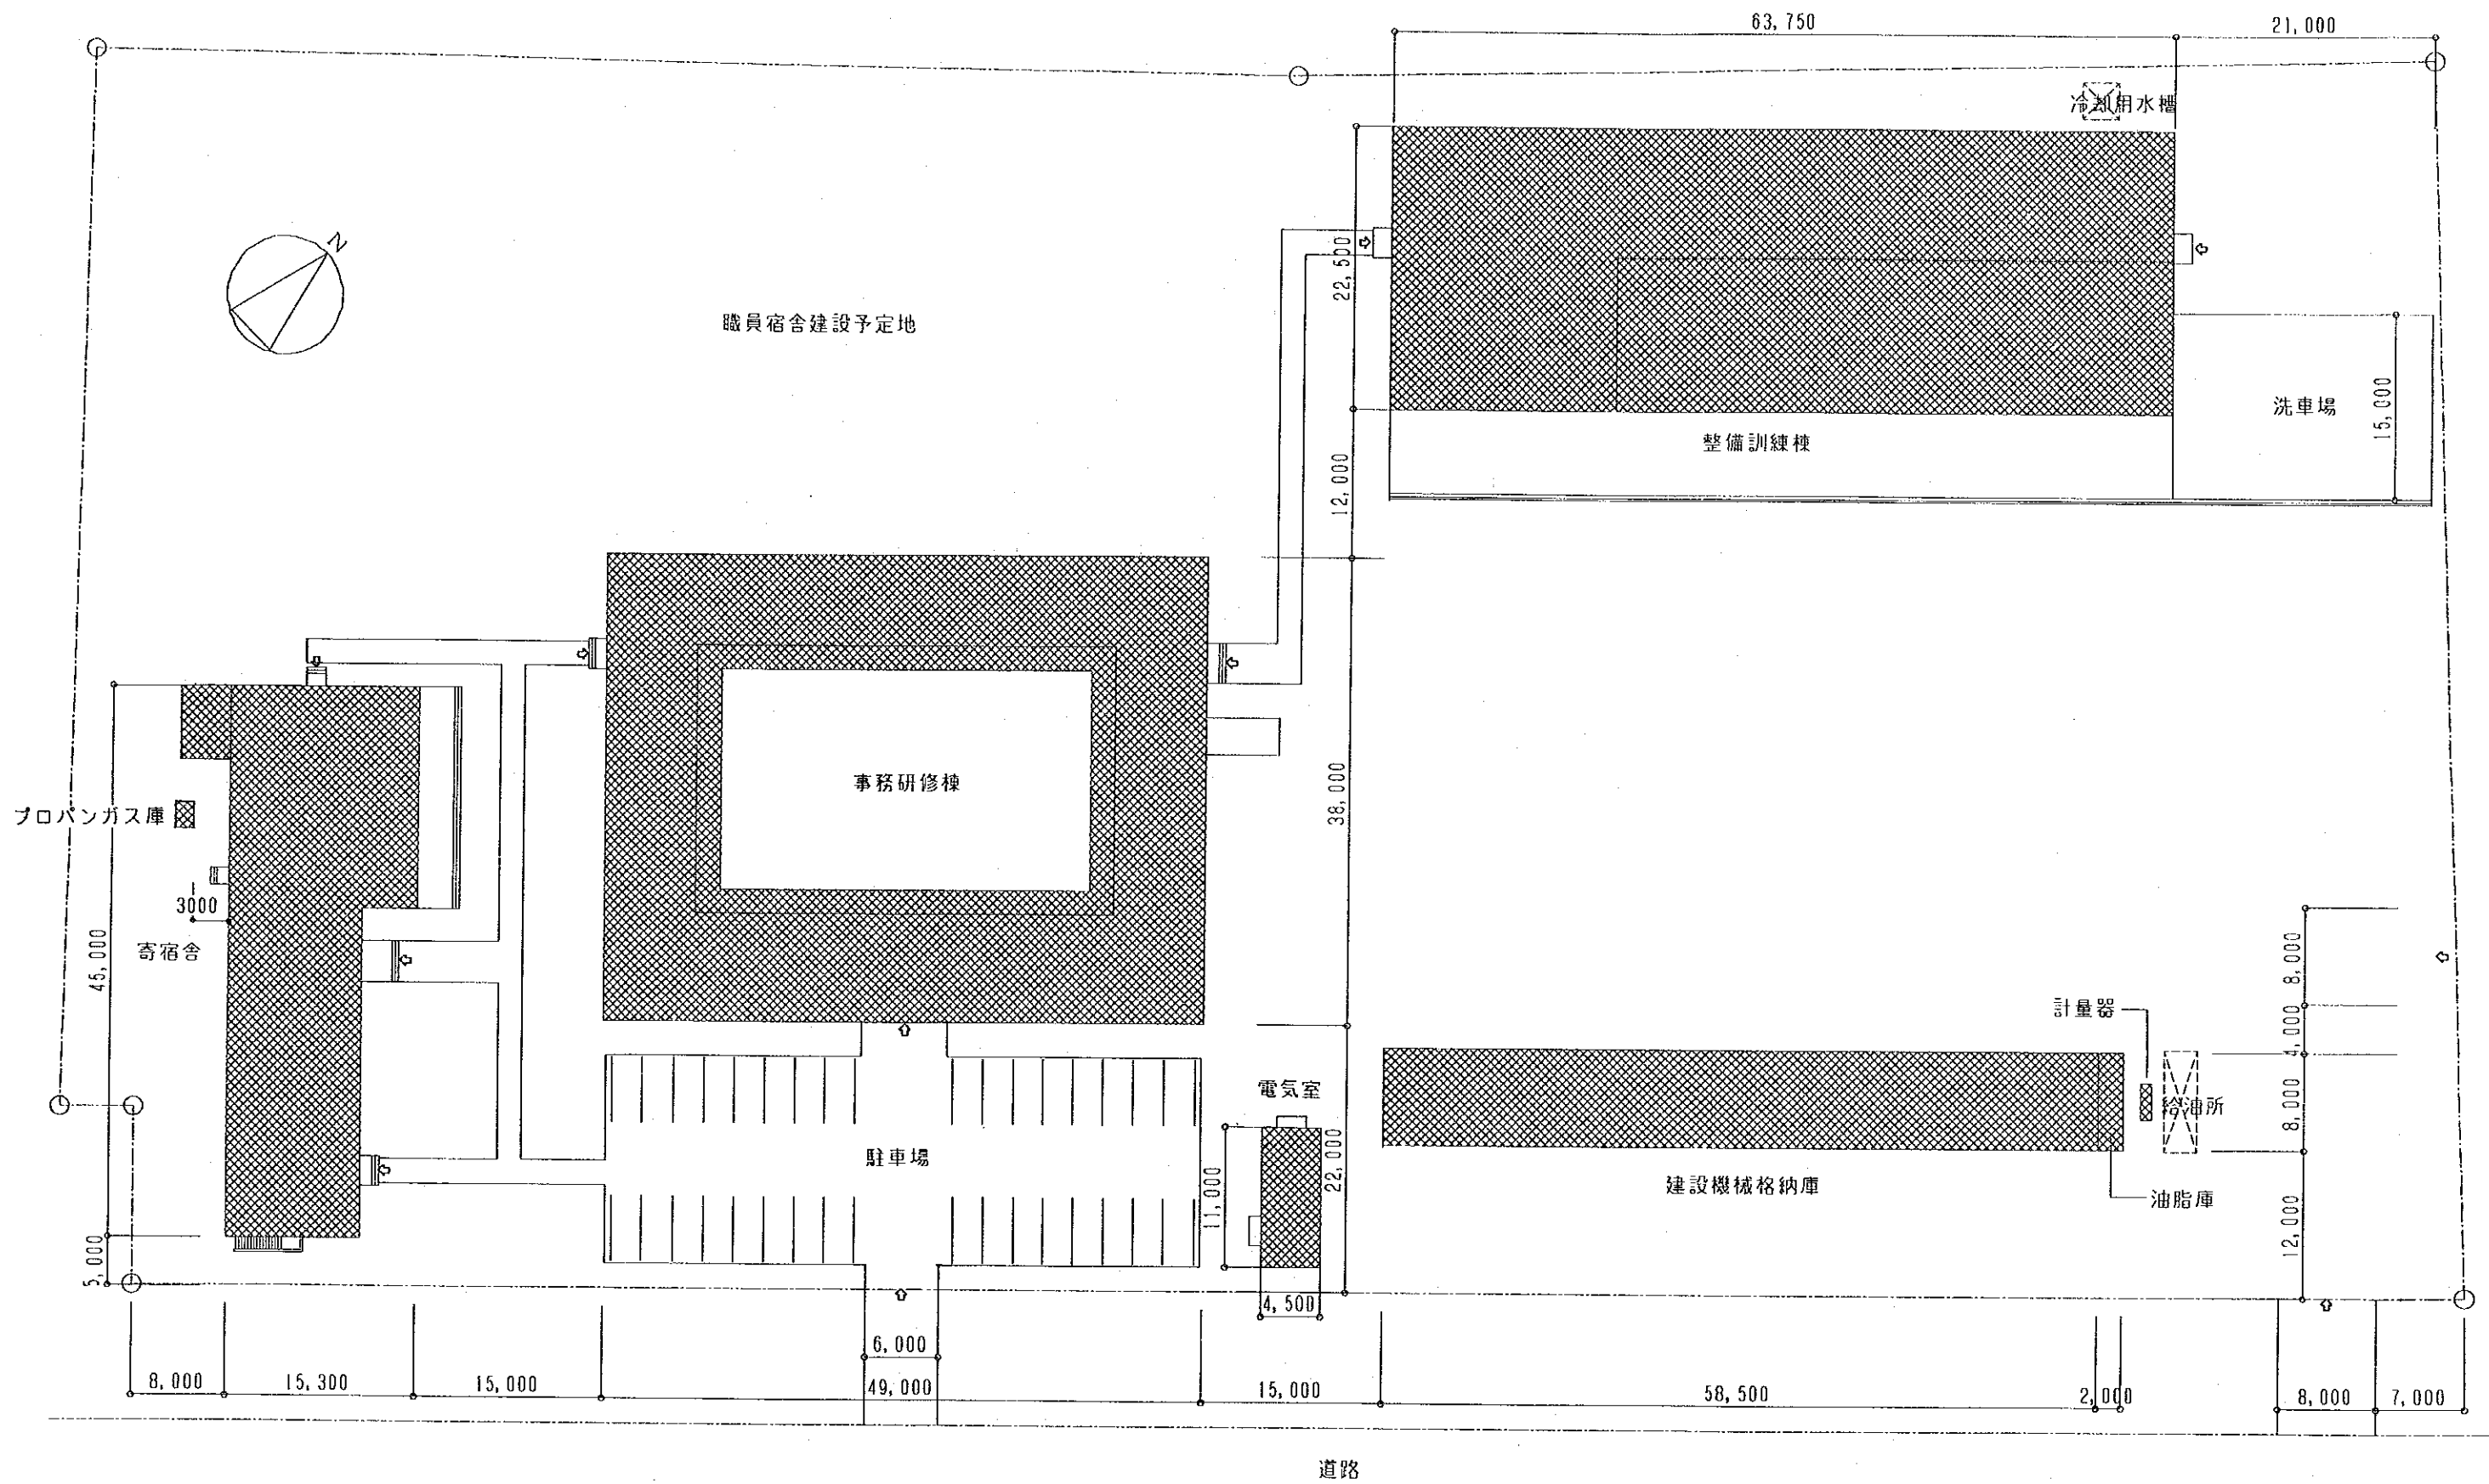 63,750
21,000
冷却用水槽
N
職員宿舎建設予定地
22,500
洗車場
15,000
整備訓練棟
12,000
事務研修棟
38,000
プロパンガス庫
3000
寄宿舎
45,000
8,000
計量器
4,000
電気室
給油所
8,000
駐車場
22,000
11,000
建設機械格納庫
油脂庫
12,000
5,000
4,500
6,000
8,000
15,300
15,000
49,000
15,000
58,500
2,000
8,000
7,000
道路